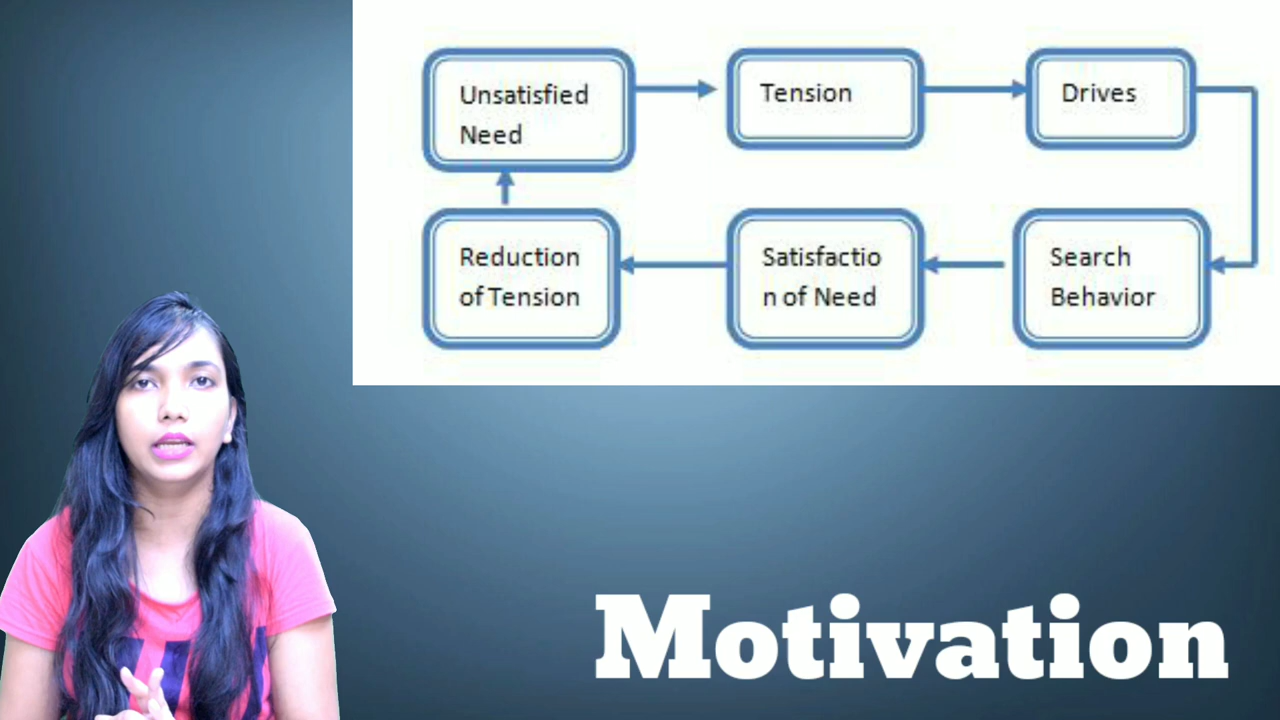 Unsatisfied
Need
Tension
Drives
Reduction
of Tension
Satisfactio
n of Need
Search
Behavior
Motivation